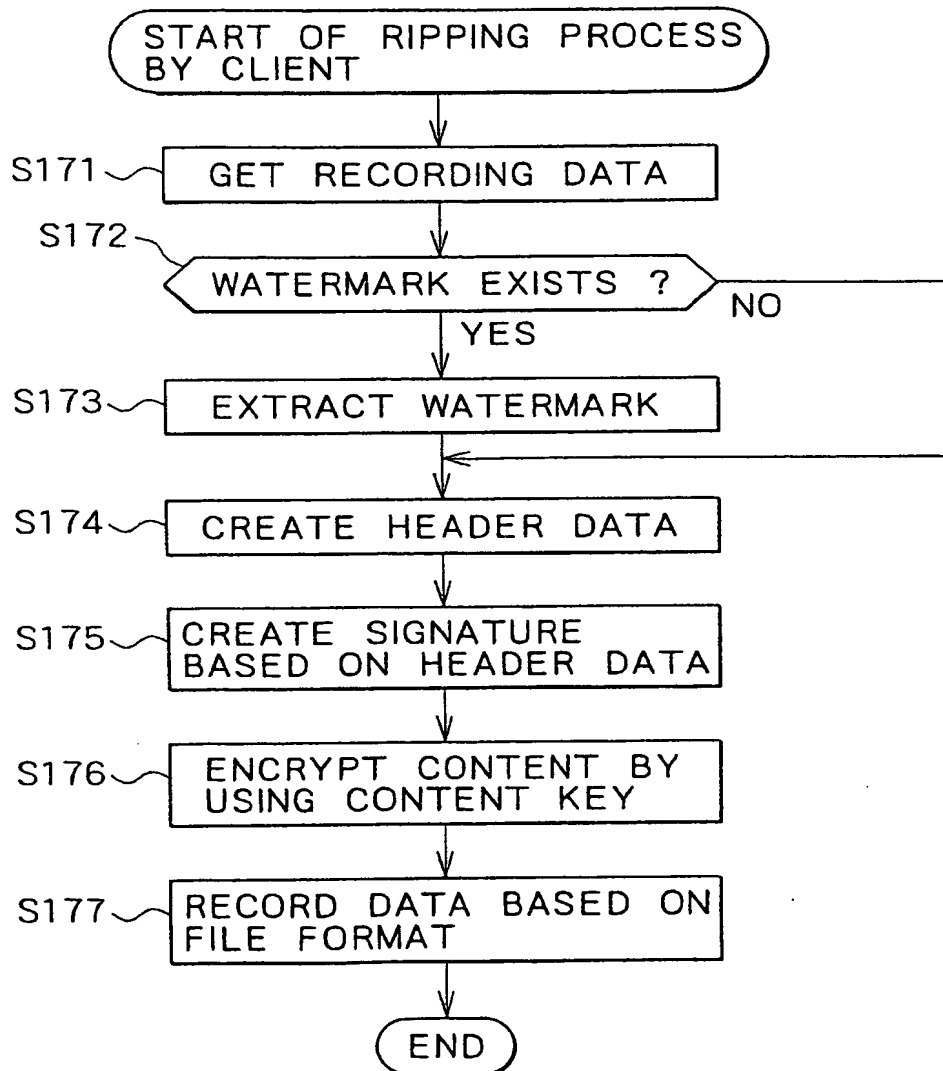 START OF RIPPING PROCESS
BY CLIENT
S171
GET RECORDING DATA
S172
WATERMARK EXISTS ?
NO
YES
S173
EXTRACT WATERMARK
S174
CREATE HEADER DATA
S175
CREATE SIGNATURE
BASED ON HEADER DATA
S176
ENCRYPT CONTENT BY
USING CONTENT KEY
S177
RECORD DATA BASED ON
FILE FORMAT
END